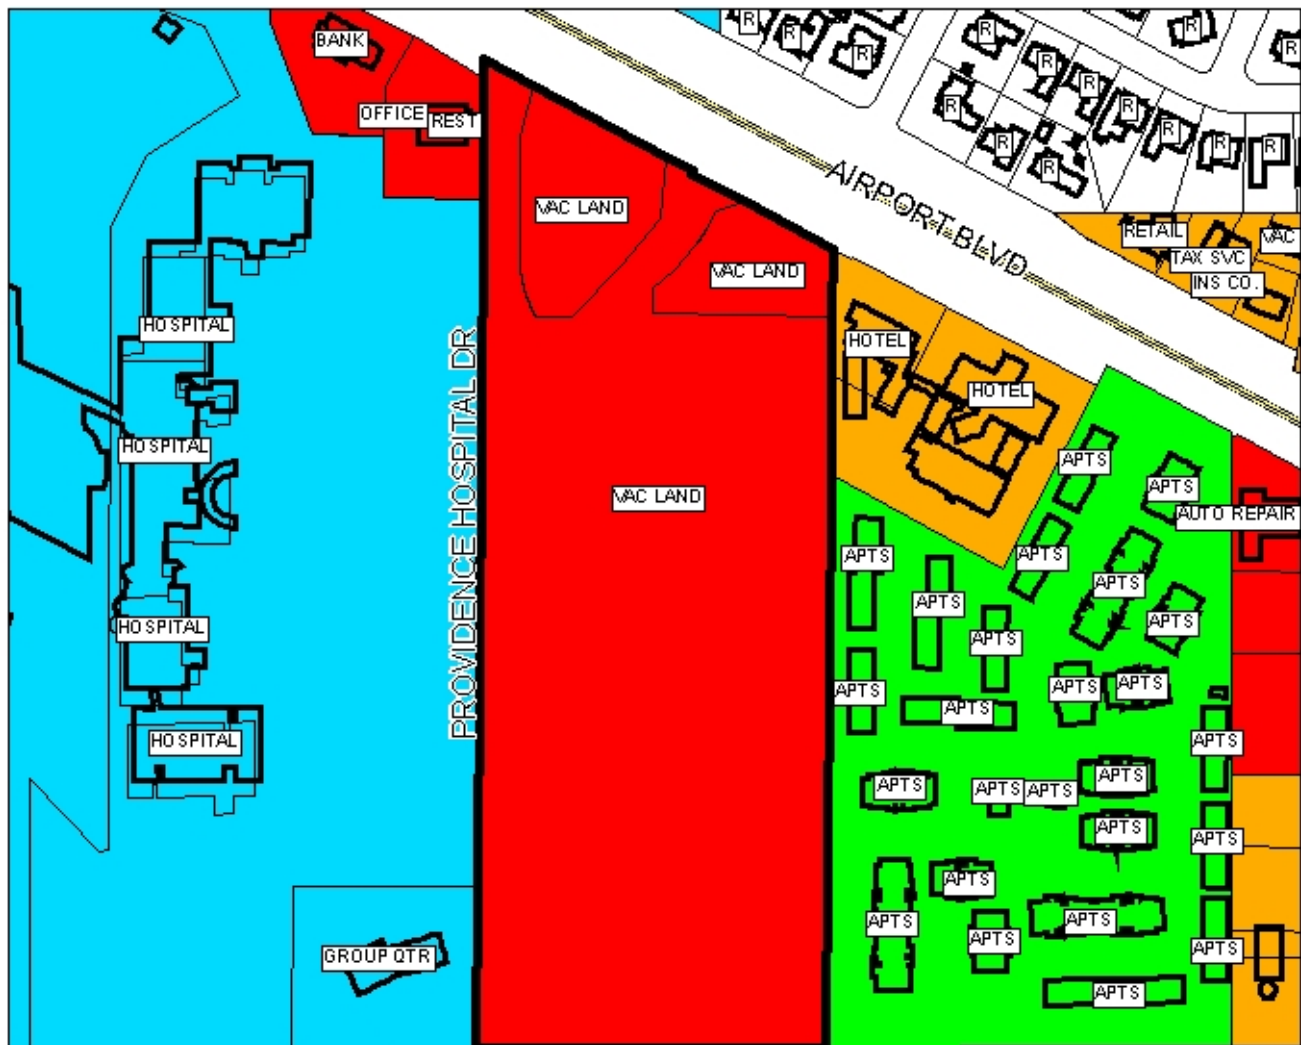 R
R
R
R
R
R
BANK
R
R
R
OFFICE
REST
R
R
R
R
R
R
AIRPORT BLVD
VAC LAND
RETAIL
VAC
TAX SVC
VAC LAND
INS CO.
HOSPITAL
HOTEL
HOTEL
PROVIDENCE HOSPITAL DR
HOSPITAL
APTS
APTS
VAC LAND
AUTO REPAIR
APTS
APTS
APTS
APTS
HOSPITAL
APTS
APTS
APTS
APTS
APTS
APTS
HOSPITAL
APTS
APTS
APTS
APTS
APTS
APTS
APTS
APTS
APTS
APTS
GROUP QTR
APTS
APTS
APTS